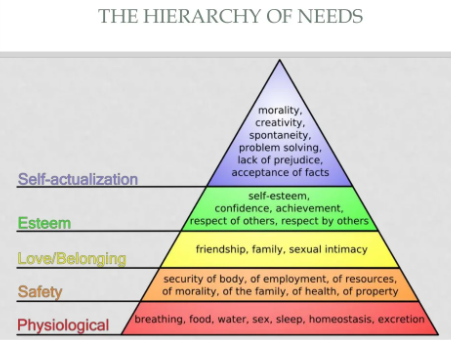 THE HIERARCHY OF NEEDS
morality,
creativity,
spontaneity,
problem solving,
lack of prejudice,
acceptance of facts
Self-actualization
self-esteem,
confidence, achievement,
respect of others, respect by others
Esteem
friendship, family, sexual intimacy
Love/Belonging
security of body, of employment, of resources,
of morality, of the family, of health, of property
Safety
breathing, food, water, sex, sleep, homeostasis, excretion
Physiological